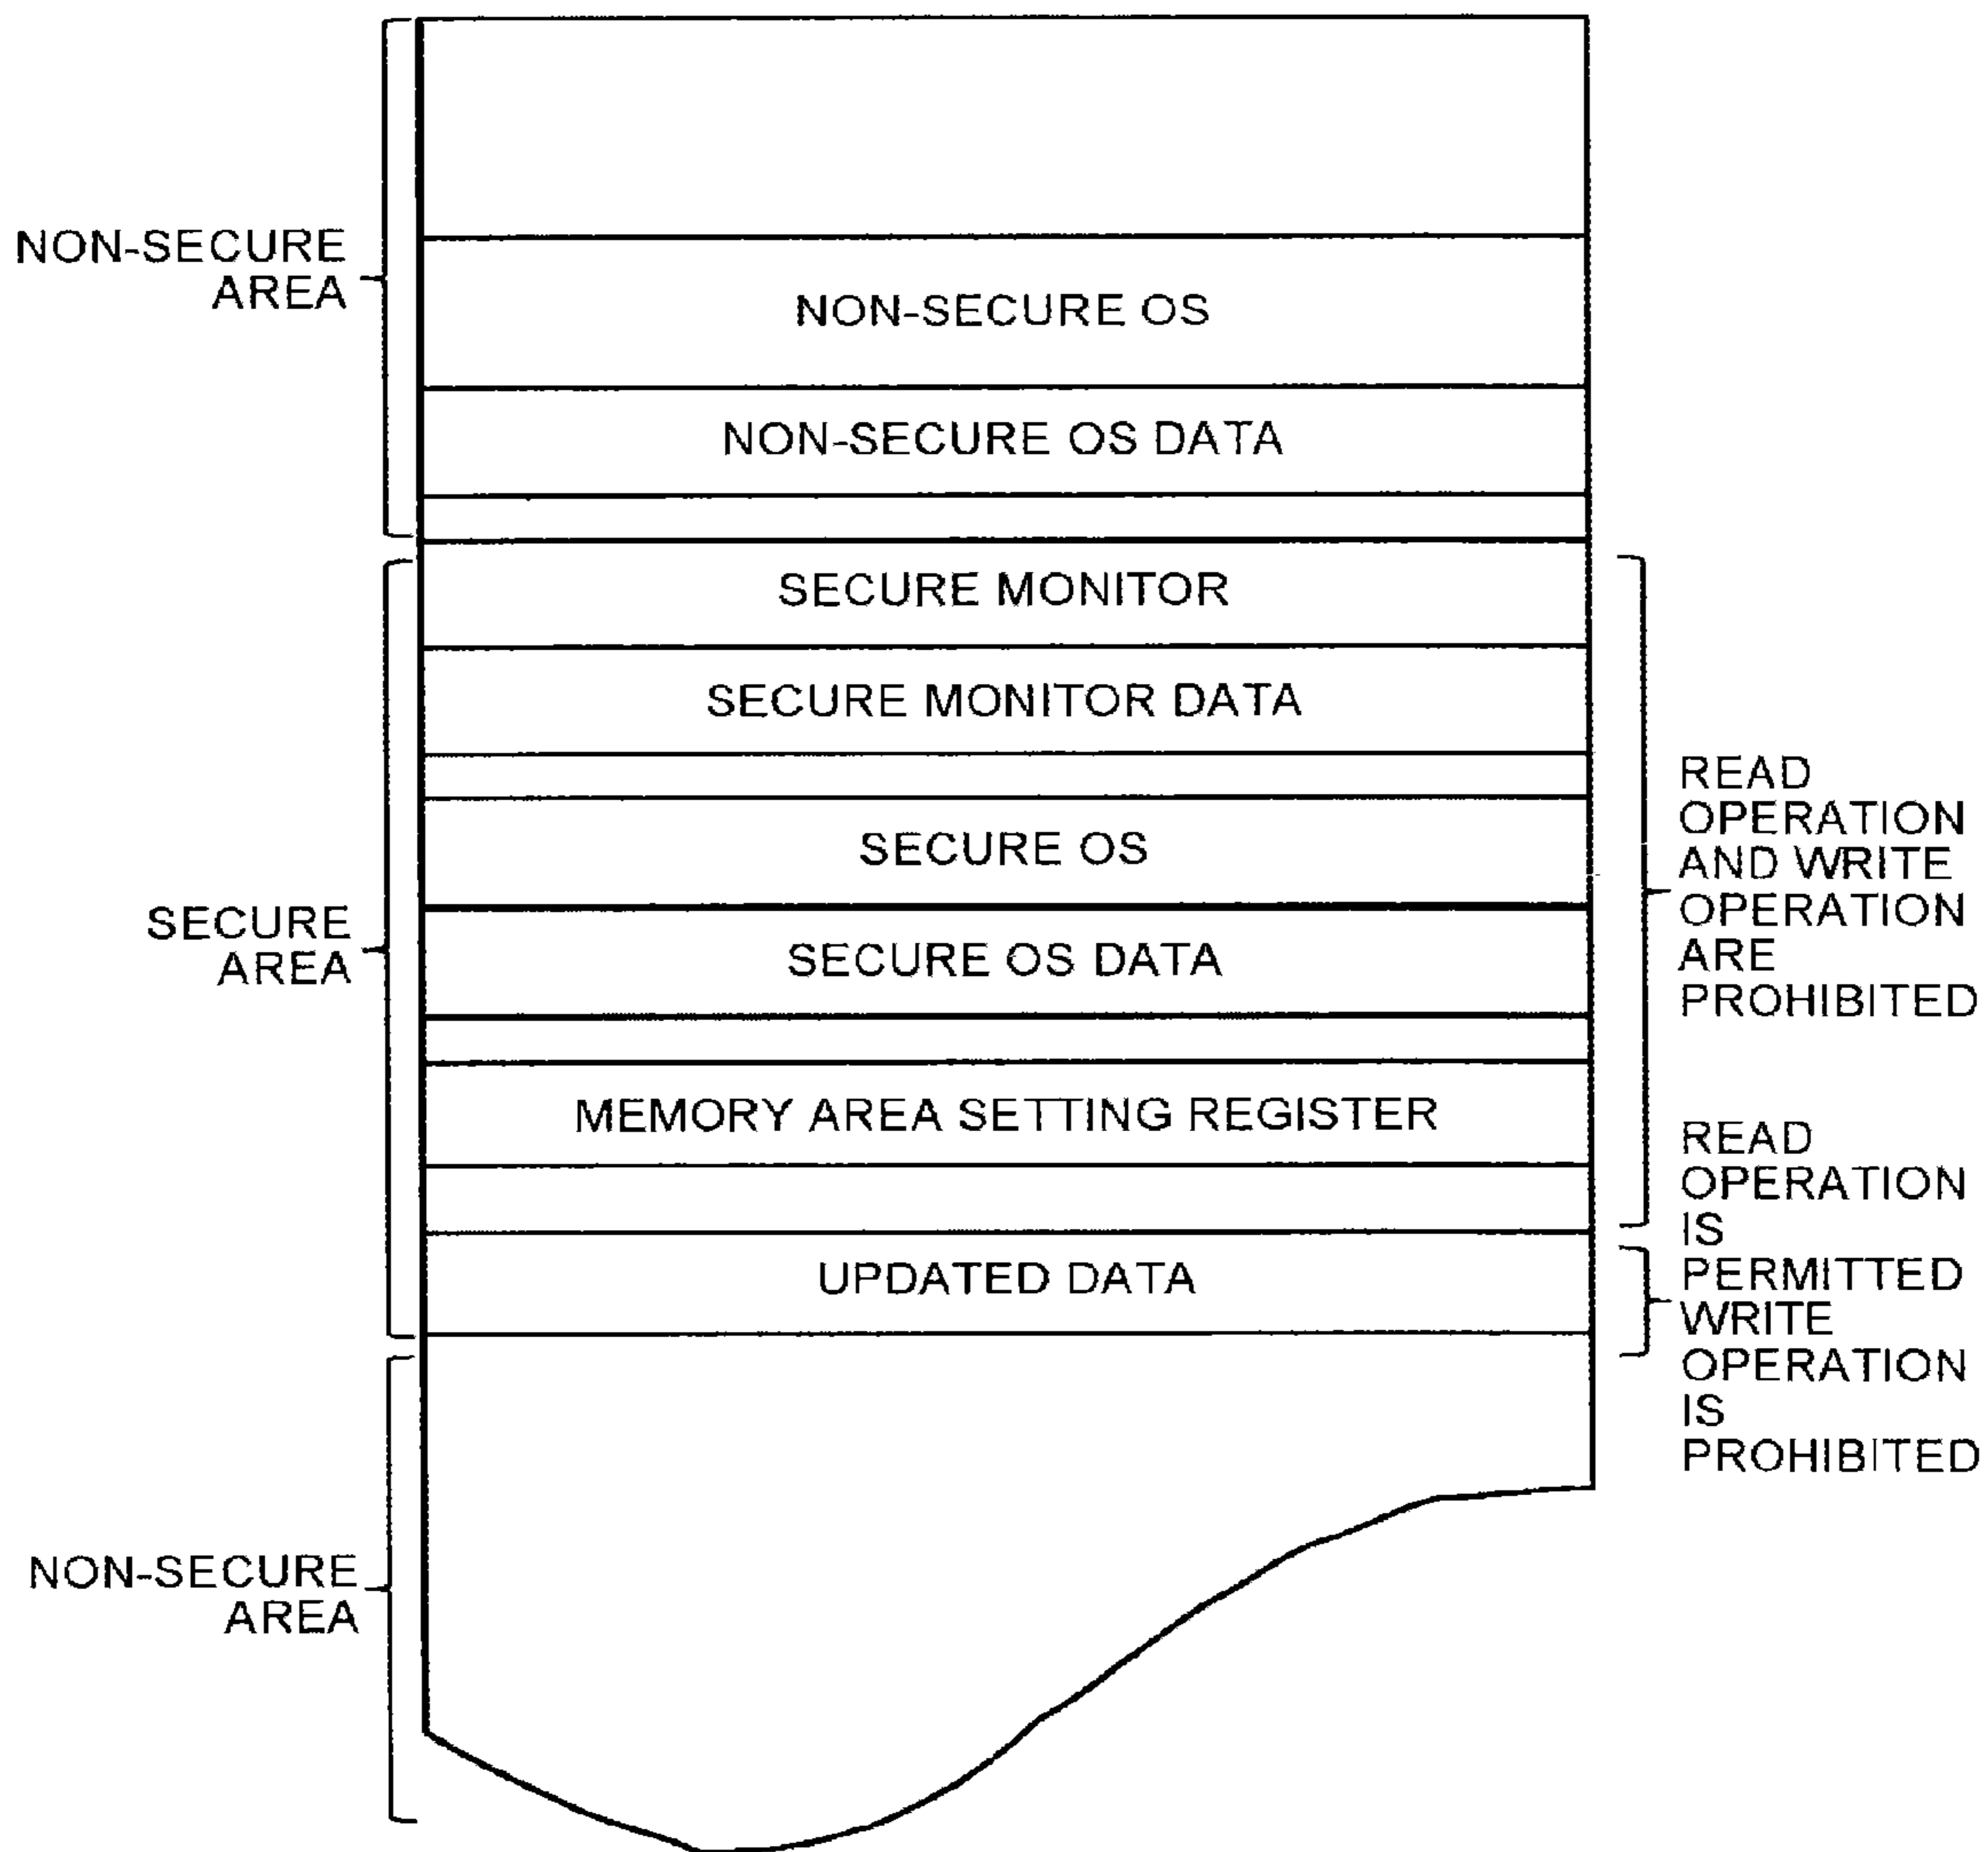 NON-SECURE
AREA
NON-SECURE OS
NON-SECURE OS DATA
SECURE MONITOR
SECURE MONITOR DATA
SECURE OS
SECURE
AREA
SECURE OS DATA
READ
OPERATION
AND WRITE
OPERATION
ARE
PROHIBITED
MEMORY AREA SETTING REGISTER
UPDATED DATA
READ
OPERATION
IS
PERMITTED
WRITE
OPERATION
IS
PROHIBITED
NON-SECURE
AREA